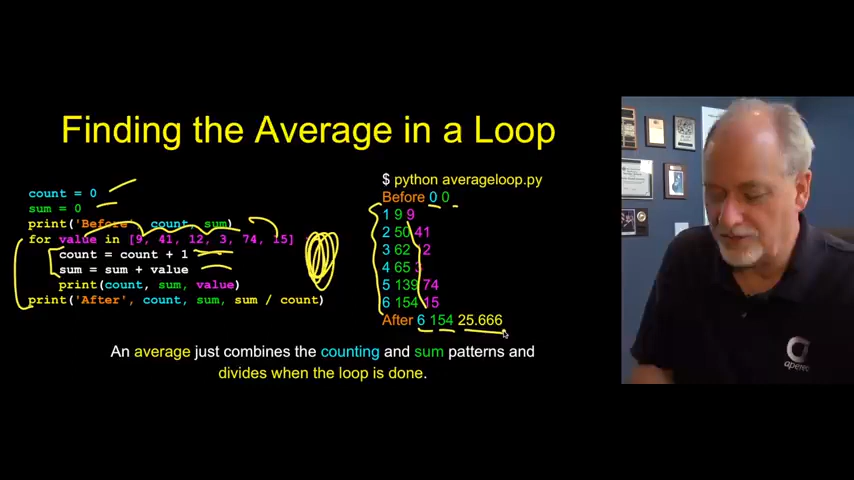 Finding the Average in a Loop
count = 0
sum = 0
print('Before', count, sum)
for value in [9, 41, 12, 3, 74, 15] :
count = count + 1
sum = sum + value
print(count, sum, value)
print('After', count, sum, sum / count)
$ python averageloop.py
Before 0 0
1 9 9
2 50 41
3 62 12
4 65 3
5 139 74
6 154 15
After 6 154 25.666
An average just combines the counting and sum patterns and
divides when the loop is done.
apereo